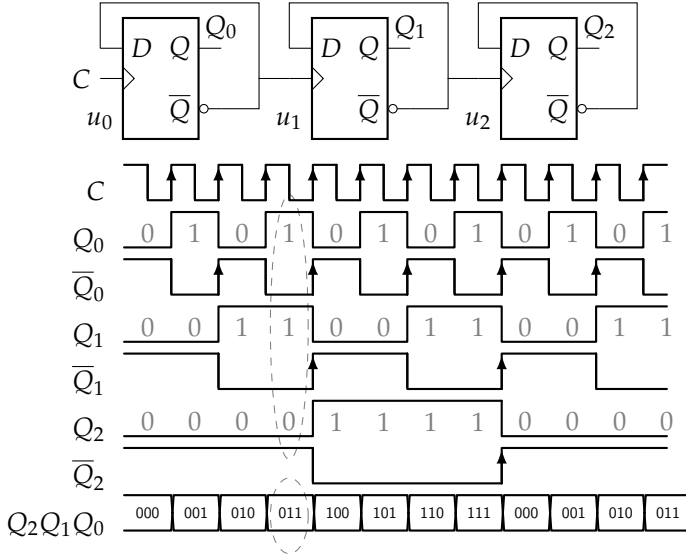 Q₀ Q₁ Q₂
D Q D Q D Q
C
Q̅ Q̅ Q̅
u₀ u₁ u₂
C
Q₀ 0 1 0 1 0 1 0 1 0 1 0 1
Q̅₀
Q₁ 0 0 1 1 0 0 1 1 0 0 1 1
Q̅₁
Q₂ 0 0 0 0 1 1 1 1 0 0 0 0
Q̅₂
Q₂Q₁Q₀ 000 001 010 011 100 101 110 111 000 001 010 011